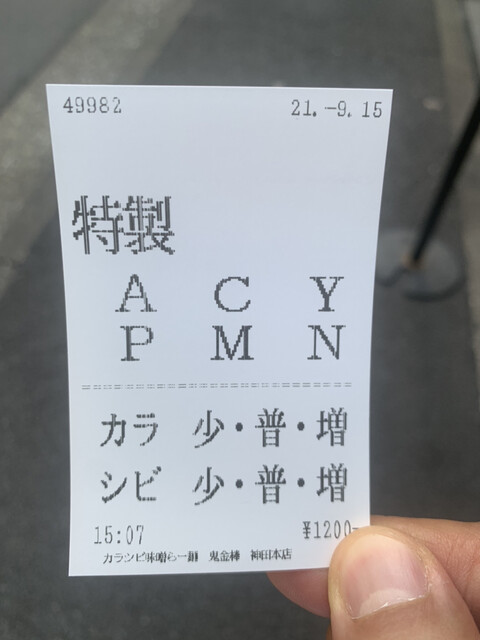 49982 21.-9.15
特製
A C Y
P M N
カラ 少・普・増
シビ 少・普・増
15:07 ¥1200-
カラシビ味噌らー麺 鬼金棒 神田本店